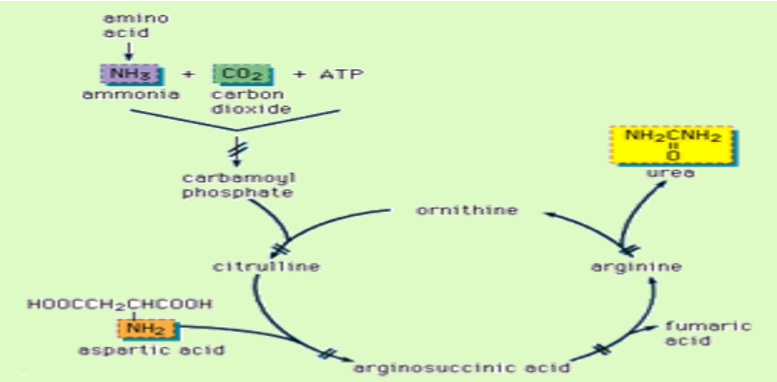 amino
acid
NH₃ + CO₂ + ATP
ammonia carbon
dioxide
NH₂CNH₂
O
urea
carbamoyl
phosphate
ornithine
citrulline
arginine
HOOCCH₂CHCOOH
NH₂
aspartic acid
fumaric
acid
arginosuccinic acid